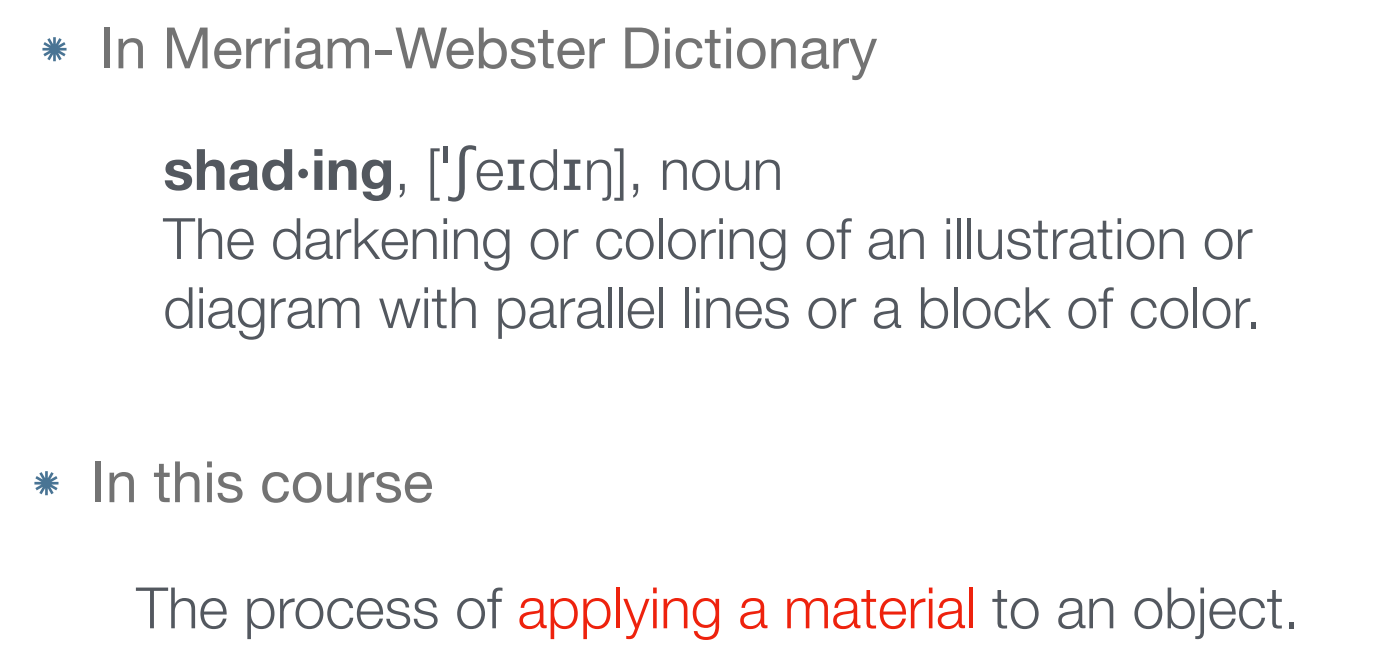 * In Merriam-Webster Dictionary
shad·ing, [ˈʃeɪdɪŋ], noun
The darkening or coloring of an illustration or
diagram with parallel lines or a block of color.
* In this course
The process of applying a material to an object.